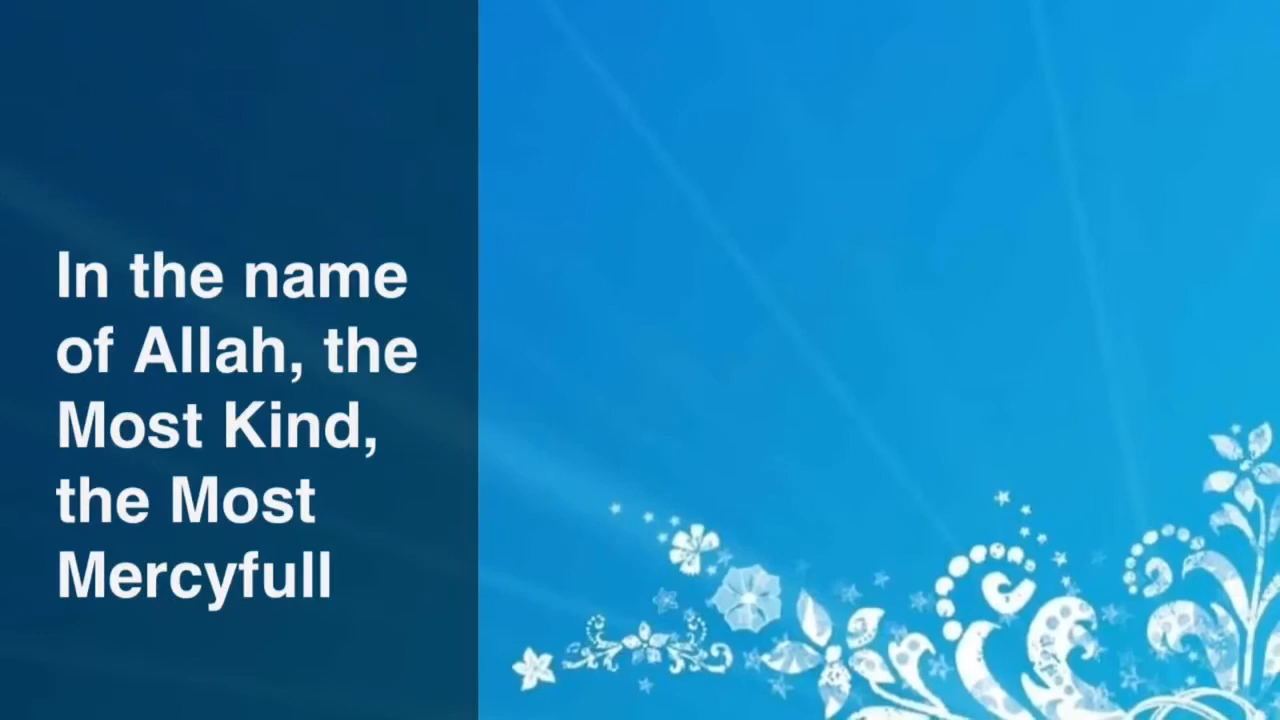 In the name
of Allah, the
Most Kind,
the Most
Mercyfull